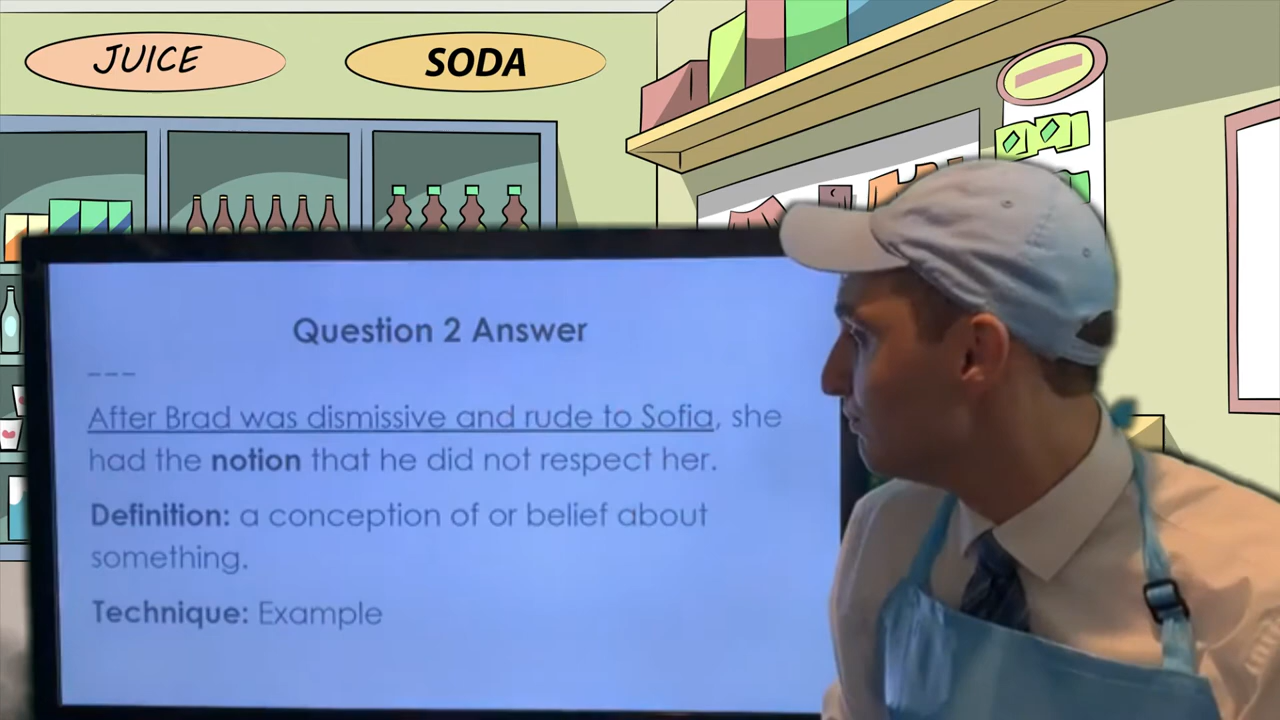 JUICE
SODA
Question 2 Answer
---
After Brad was dismissive and rude to Sofia, she
had the notion that he did not respect her.
Definition: a conception of or belief about
something.
Technique: Example